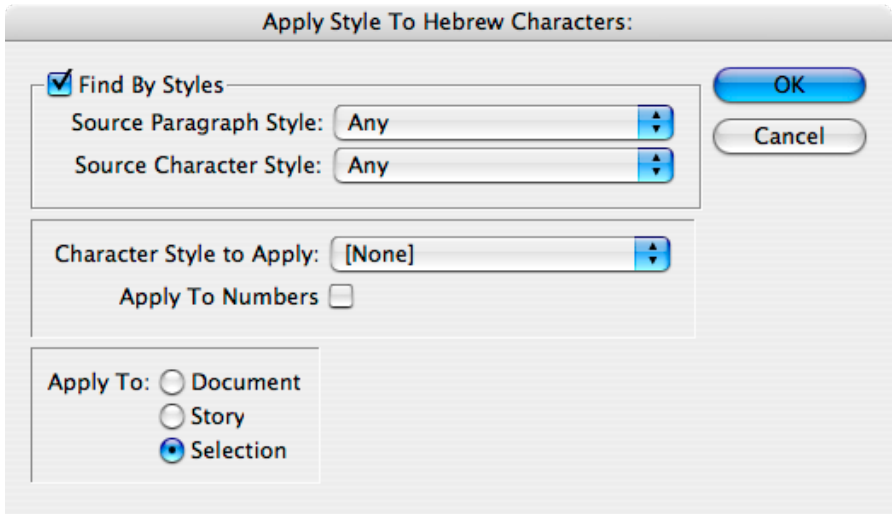 Apply Style To Hebrew Characters:
Find By Styles
OK
Source Paragraph Style: Any
Cancel
Source Character Style: Any
Character Style to Apply: [None]
Apply To Numbers
Apply To: Document
Story
Selection